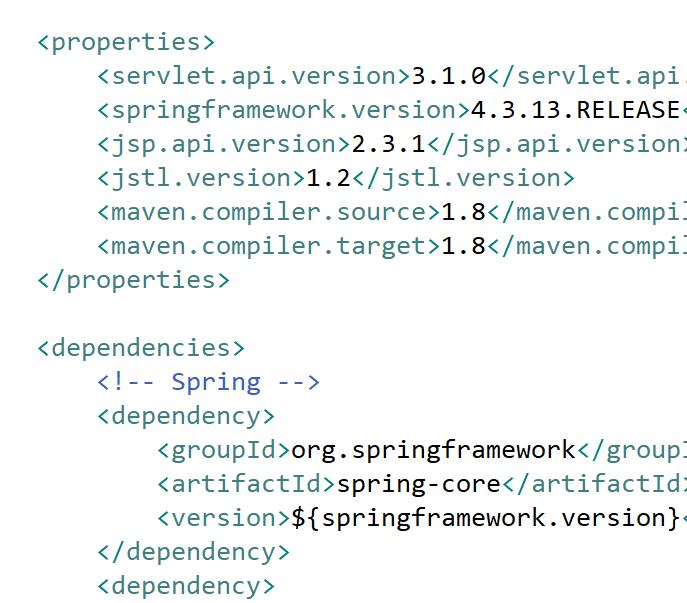 <properties>
<servlet.api.version>3.1.0</servlet.api.
<springframework.version>4.3.13.RELEASE<
<jsp.api.version>2.3.1</jsp.api.version>
<jstl.version>1.2</jstl.version>
<maven.compiler.source>1.8</maven.compil
<maven.compiler.target>1.8</maven.compil
</properties>
<dependencies>
<!-- Spring -->
<dependency>
<groupId>org.springframework</groupI
<artifactId>spring-core</artifactId>
<version>${springframework.version}<
</dependency>
<dependency>